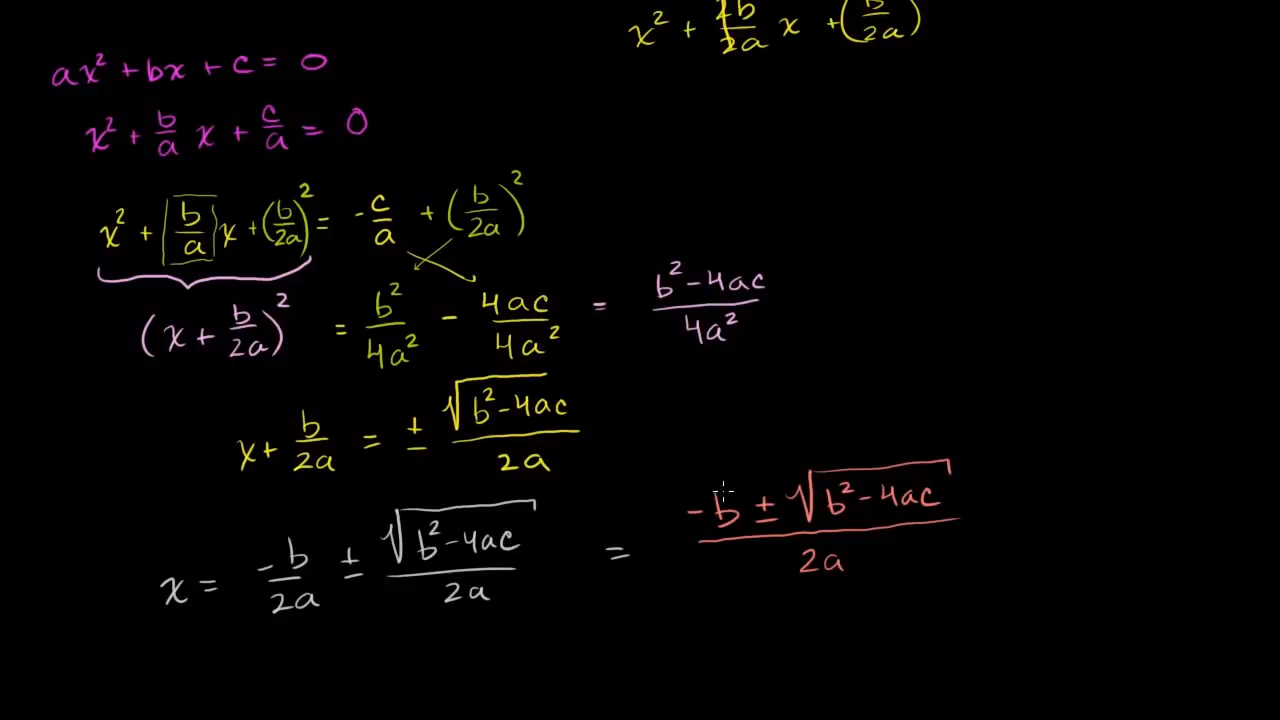 x² + 2b/2a x + (b/2a)
ax² + bx + c = 0
x² + b/a x + c/a = 0
x² + b/a x + (b/2a)² = -c/a + (b/2a)²
(x + b/2a)² = b²/4a² - 4ac/4a² = b² - 4ac/4a²
x + b/2a = ± √b² - 4ac/2a
x = -b/2a ± √b² - 4ac/2a = -b ± √b² - 4ac/2a